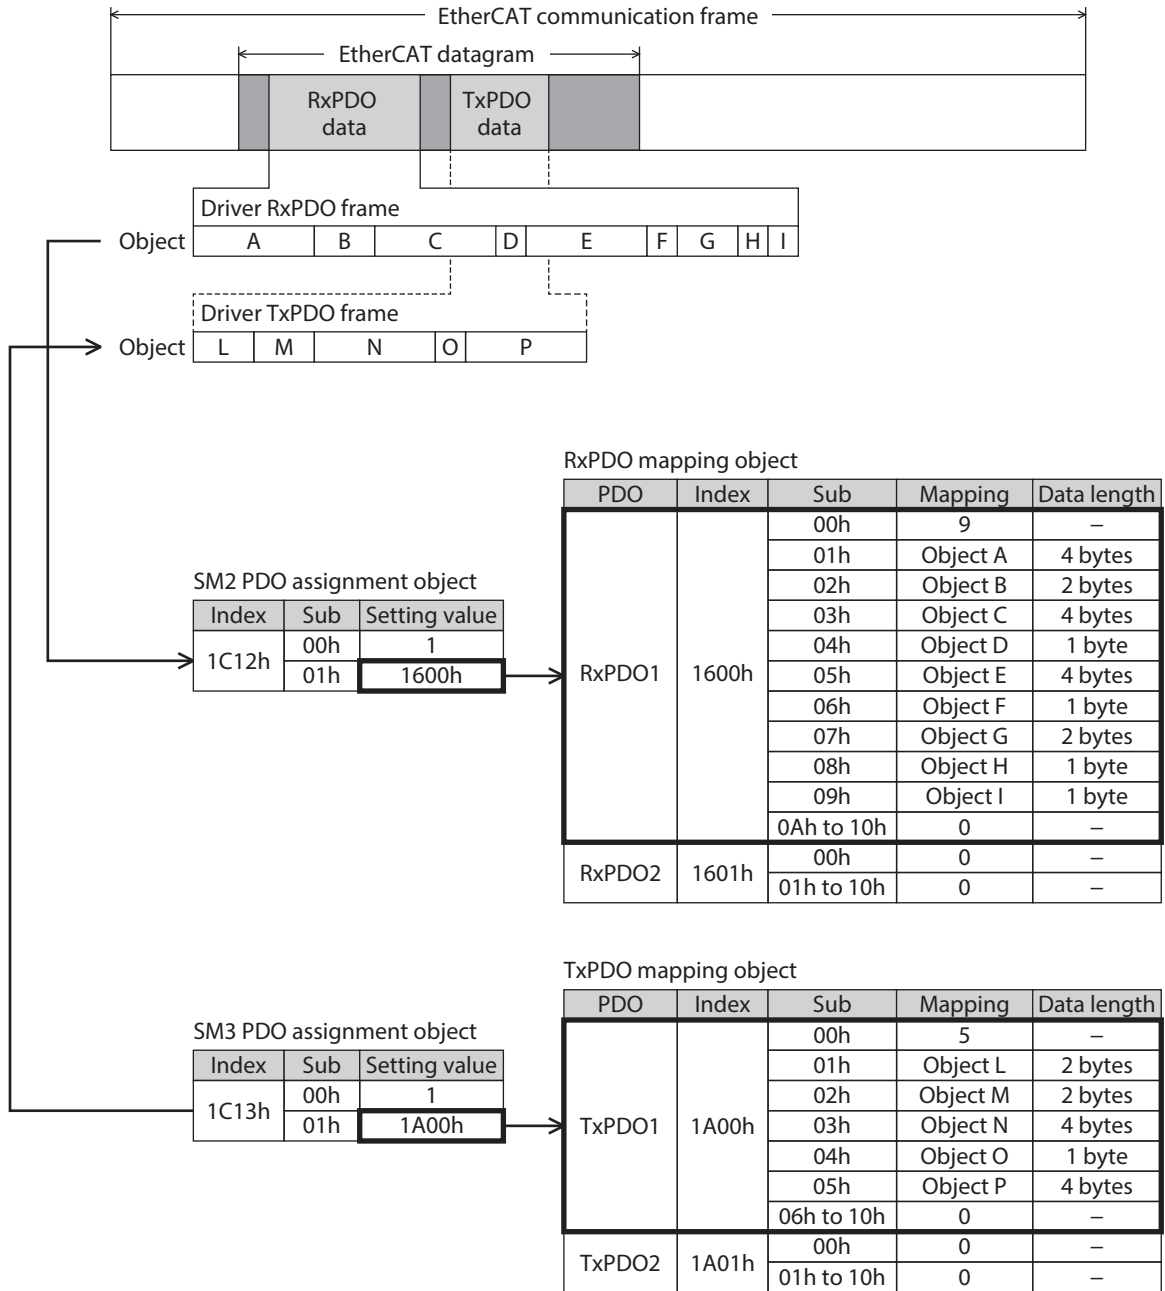 EtherCAT communication frame
EtherCAT datagram
RxPDO data
TxPDO data
Driver RxPDO frame
Object A B C D E F G H I
Driver TxPDO frame
Object L M N O P
RxPDO mapping object
PDO Index Sub Mapping Data length
RxPDO1 1600h
00h 9 –
01h Object A 4 bytes
02h Object B 2 bytes
03h Object C 4 bytes
04h Object D 1 byte
05h Object E 4 bytes
06h Object F 1 byte
07h Object G 2 bytes
08h Object H 1 byte
09h Object I 1 byte
0Ah to 10h 0 –
RxPDO2 1601h
00h 0 –
01h to 10h 0 –
SM2 PDO assignment object
Index Sub Setting value
1C12h
00h 1
01h 1600h
TxPDO mapping object
PDO Index Sub Mapping Data length
TxPDO1 1A00h
00h 5 –
01h Object L 2 bytes
02h Object M 2 bytes
03h Object N 4 bytes
04h Object O 1 byte
05h Object P 4 bytes
06h to 10h 0 –
TxPDO2 1A01h
00h 0 –
01h to 10h 0 –
SM3 PDO assignment object
Index Sub Setting value
1C13h
00h 1
01h 1A00h